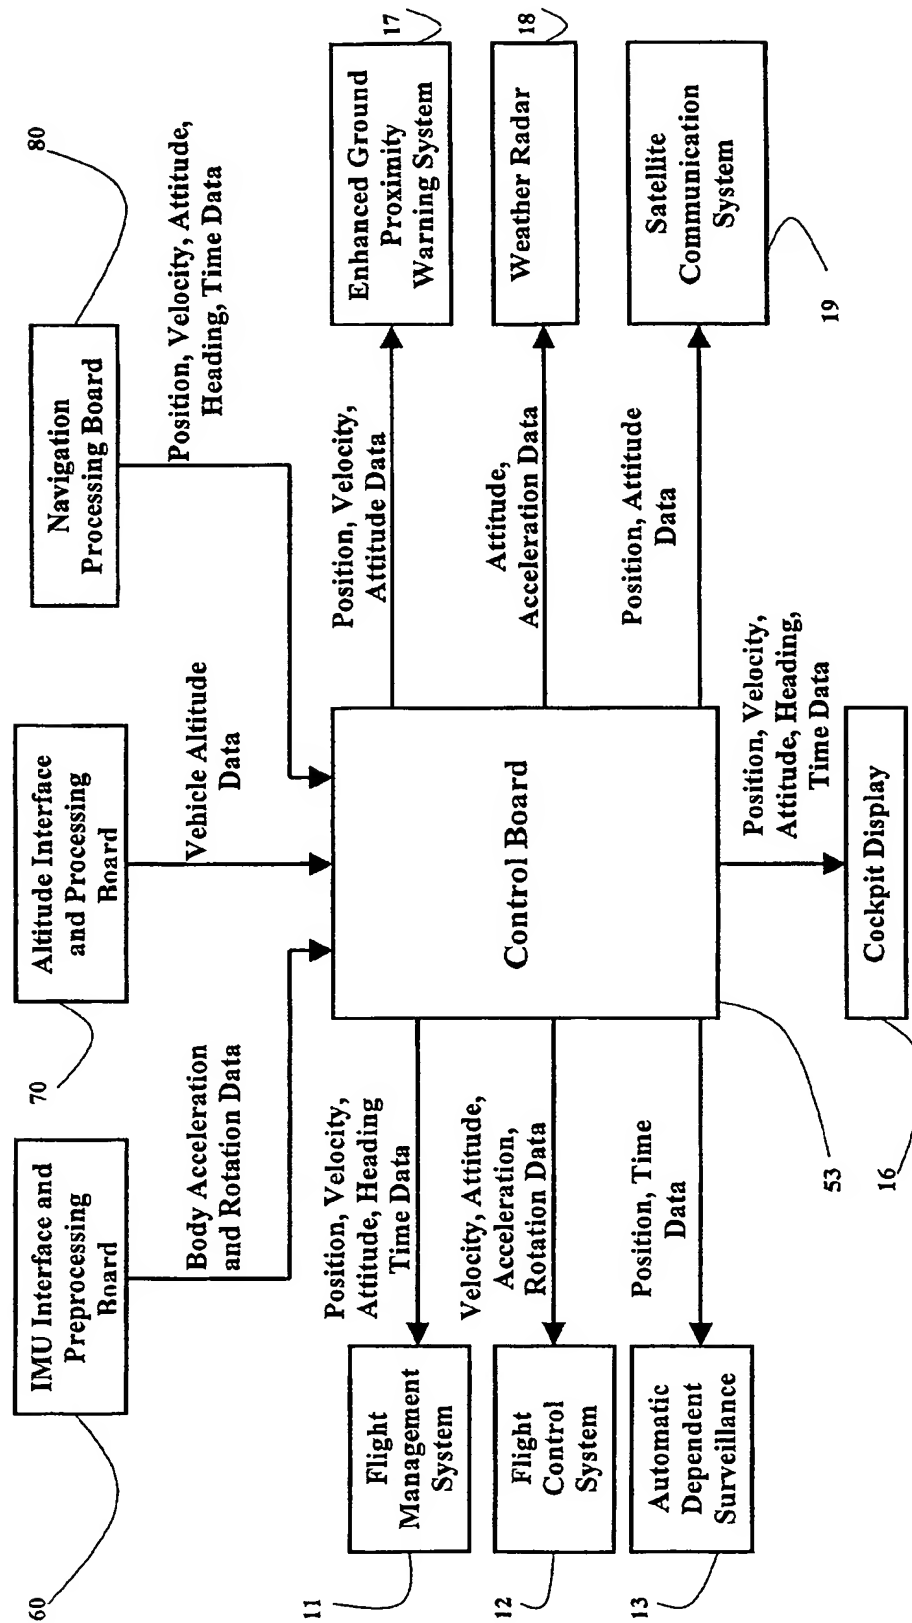 60
IMU Interface and
Preprocessing
Board
70
Altitude Interface
and Processing
Board
80
Navigation
Processing Board
Body Acceleration
and Rotation Data
Vehicle Altitude
Data
Position, Velocity, Attitude,
Heading, Time Data
11
Flight
Management
System
Position, Velocity,
Attitude, Heading
Time Data
12
Flight
Control
System
Velocity, Attitude,
Acceleration,
Rotation Data
13
Automatic
Dependent
Surveillance
Position, Time
Data
Control Board
53
Position, Velocity,
Attitude Data
Enhanced Ground
Proximity
Warning System
17
Attitude,
Acceleration Data
Weather Radar
18
Position, Attitude
Data
Satellite
Communication
System
19
Position, Velocity,
Attitude, Heading,
Time Data
Cockpit Display
16